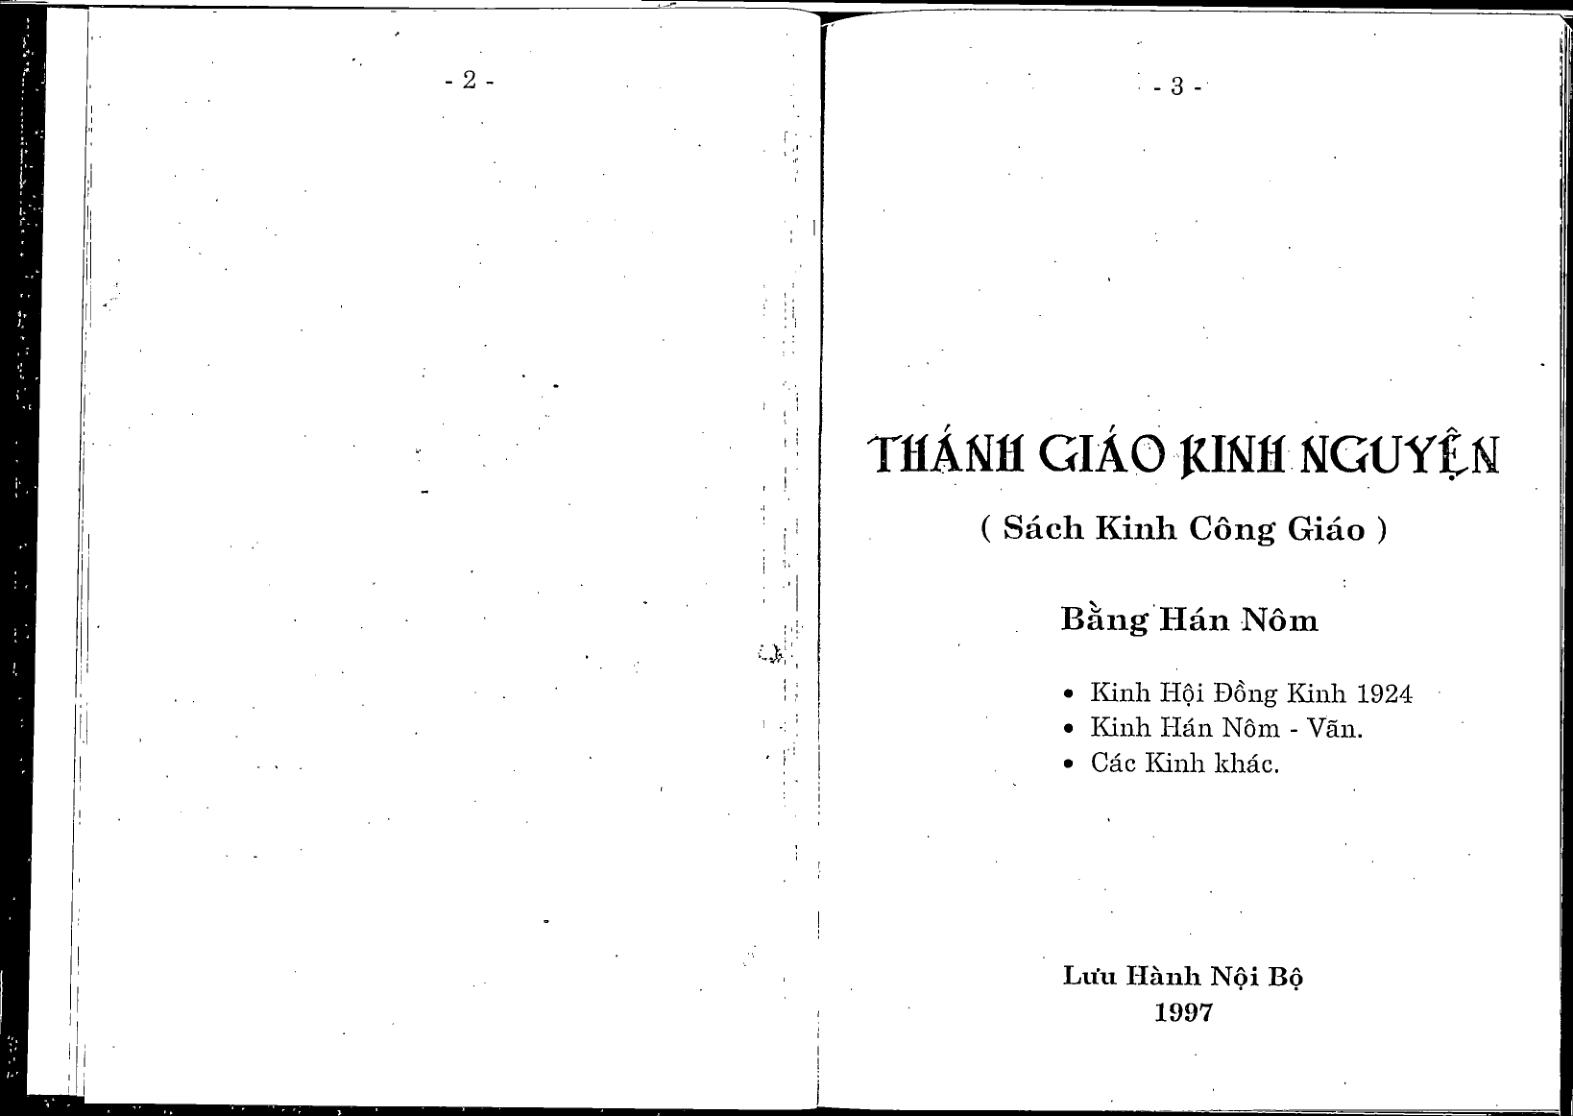 - 2 -
- 3 -
THÁNH GIÁO KINH NGUYỆN
( Sách Kinh Công Giáo )
Bằng Hán Nôm
• Kinh Hội Đồng Kinh 1924
• Kinh Hán Nôm - Vãn.
• Các Kinh khác.
Lưu Hành Nội Bộ
1997